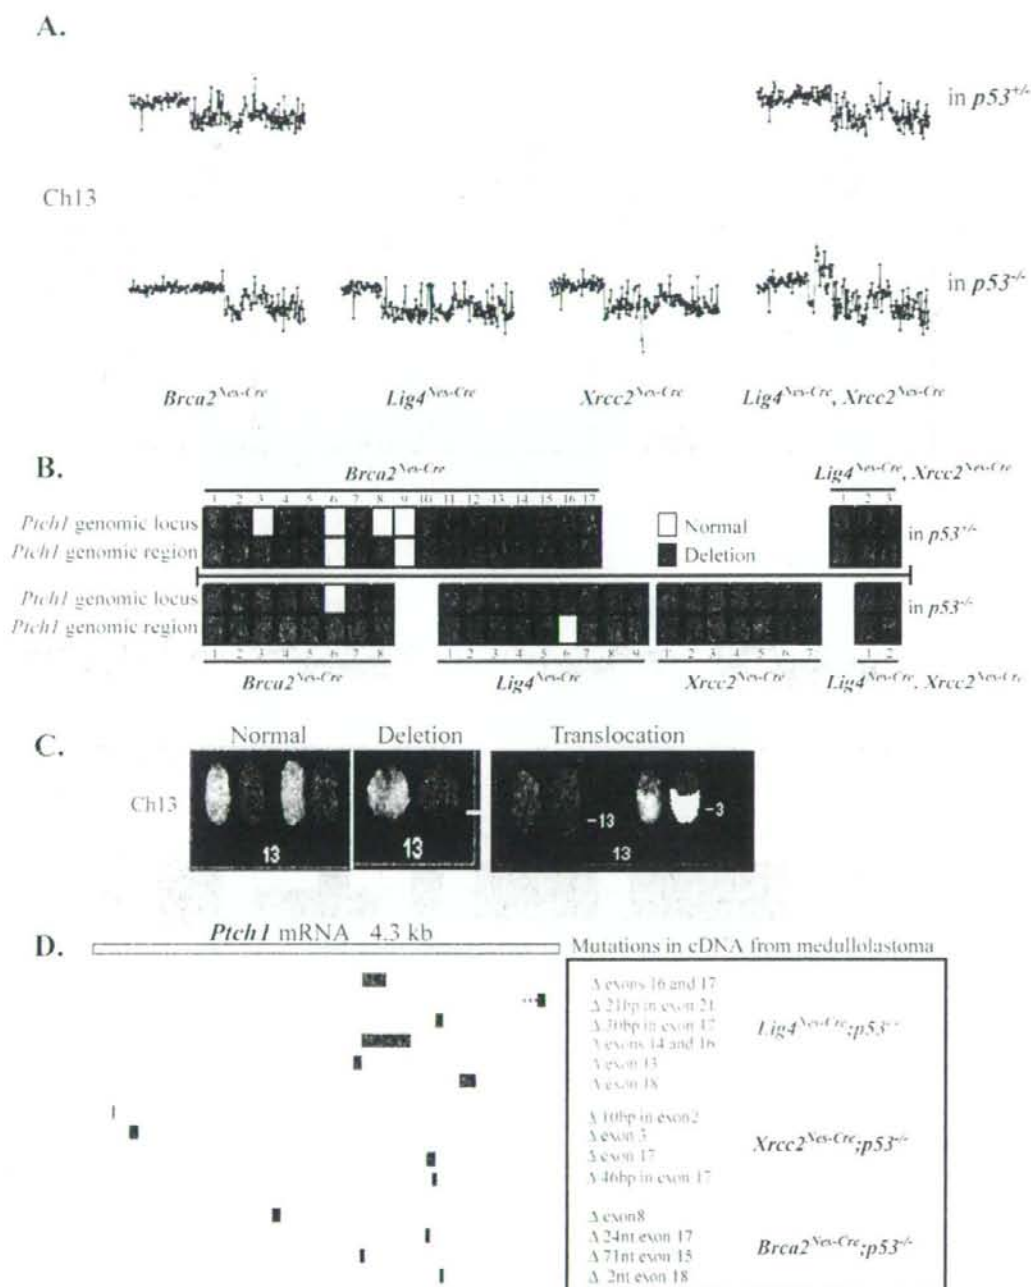 A.
in p53+/-
Ch13
in p53-/-
Brca2Nes-Cre
Lig4Nes-Cre
Xrcc2Nes-Cre
Lig4Nes-Cre, Xrcc2Nes-Cre
B.
Brca2Nes-Cre
Lig4Nes-Cre, Xrcc2Nes-Cre
1 2 3 4 5 6 7 8 9 10 11 12 13 14 15 16 17
1 2 3
Ptch1 genomic locus
Normal
in p53+/-
Ptch1 genomic region
Deletion
Ptch1 genomic locus
in p53-/-
Ptch1 genomic region
1 2 3 4 5 6 7 8
1 2 3 4 5 6 7 8 9
1 2 3 4 5 6 7
1 2
Brca2Nes-Cre
Lig4Nes-Cre
Xrcc2Nes-Cre
Lig4Nes-Cre, Xrcc2Nes-Cre
C.
Normal
Deletion
Translocation
Ch13
-13
-3
13
13
13
D.
Ptch1 mRNA 4.3 kb
Mutations in cDNA from medullolastoma
Δ exons 16 and 17
Δ 21bp in exon 21
Δ 30bp in exon 17
Δ exons 14 and 16
Δ exon 13
Δ exon 18
Lig4Nes-Cre;p53-/-
Δ 10bp in exon2
Δ exon 3
Δ exon 17
Δ 46bp in exon 17
Xrcc2Nes-Cre;p53-/-
Δ exon8
Δ 24nt exon 17
Δ 71nt exon 15
Δ 2nt exon 18
Brca2Nes-Cre;p53-/-